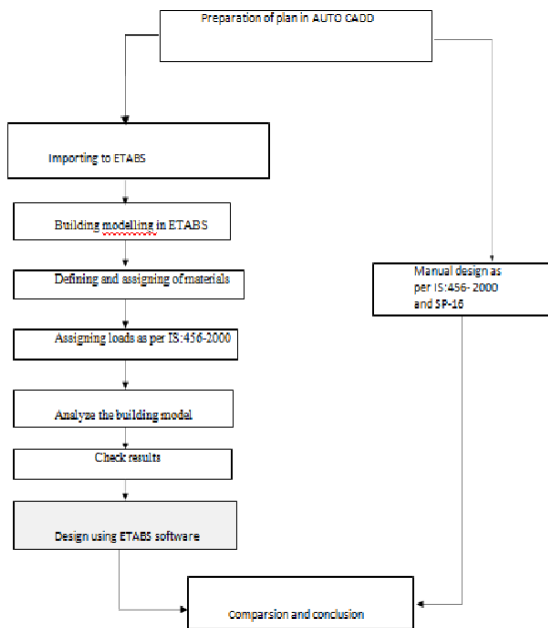 Preparation of plan in AUTO CADD
Importing to ETABS
Building modelling in ETABS
Defining and assigning of materials
Assigning loads as per IS:456-2000
Analyze the building model
Check results
Design using ETABS software
Manual design as
per IS:456- 2000
and SP-16
Comparsion and conclusion